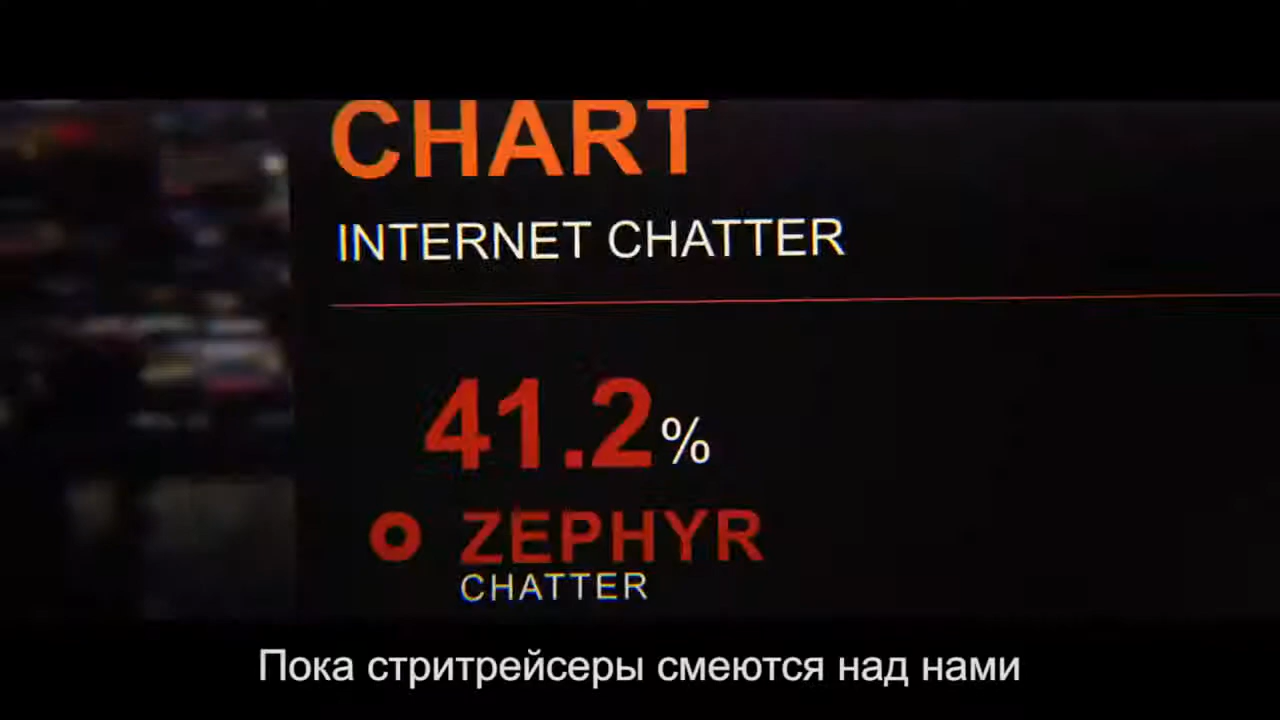 CHART
INTERNET CHATTER
41.2%
ZEPHYR
CHATTER
Пока стритрейсеры смеются над нами